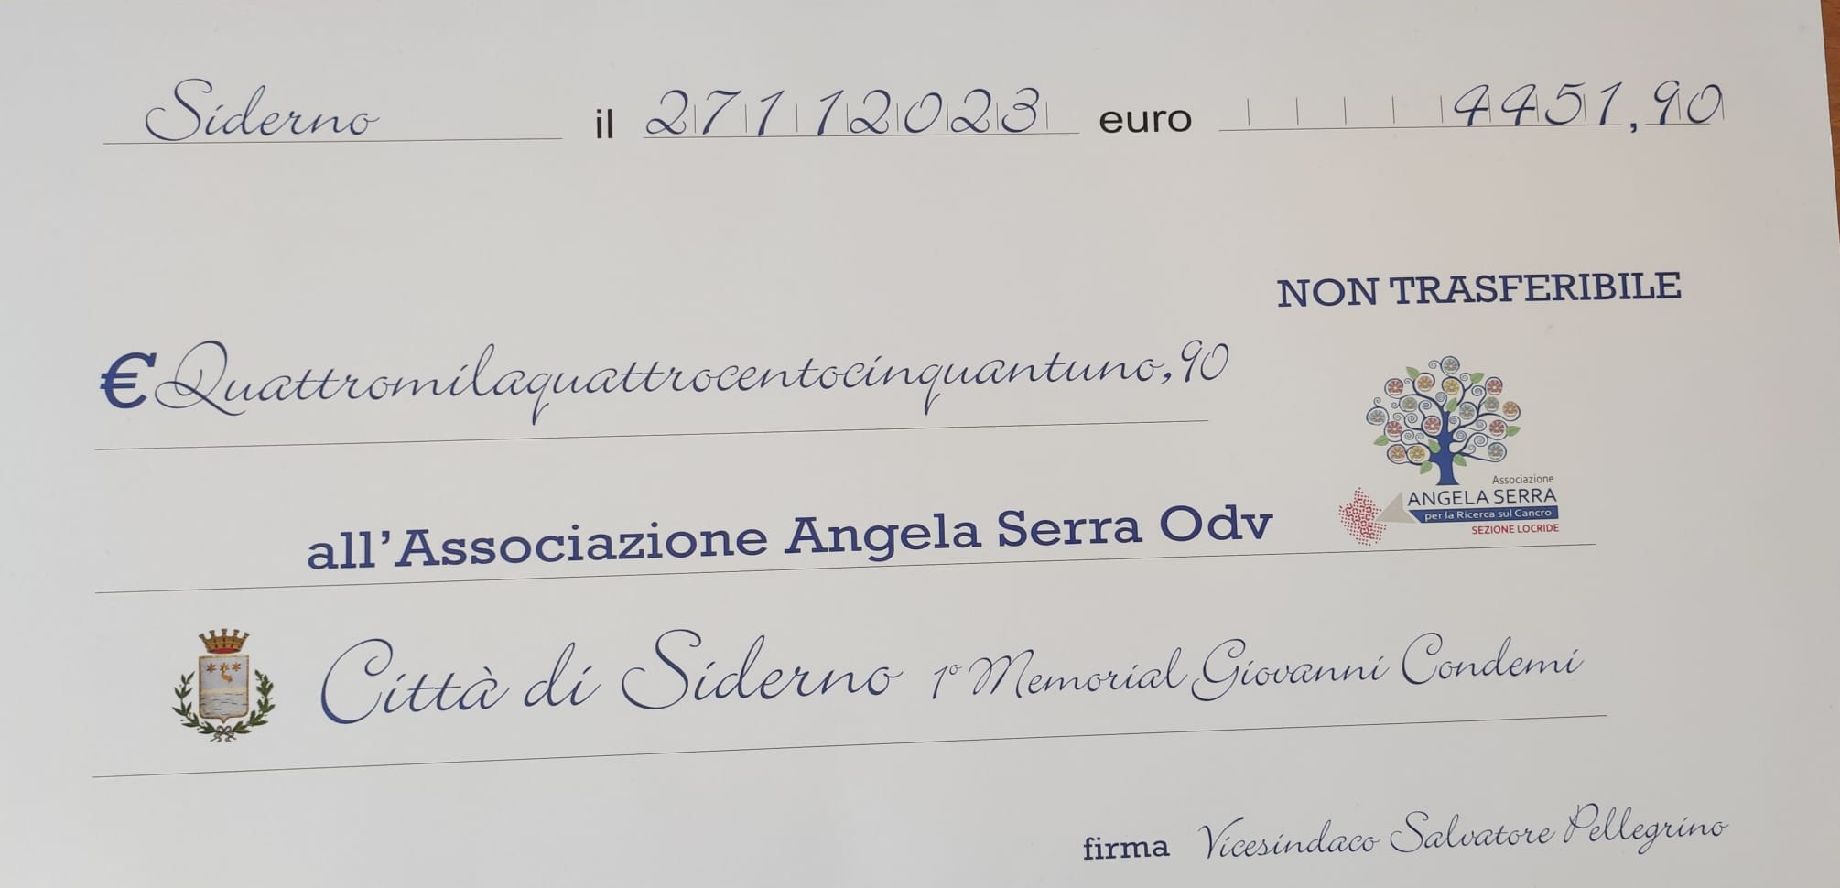 Siderno il 27112023 euro 4451,90
NON TRASFERIBILE
€ Quattromilaquattrocentocinquantuno,90
Associazione
ANGELA SERRA
per la Ricerca sul Cancro
SEZIONE LOCRIDE
all'Associazione Angela Serra Odv
Città di Siderno 1° Memorial Giovanni Condemi
firma Vicesindaco Salvatore Pellegrino